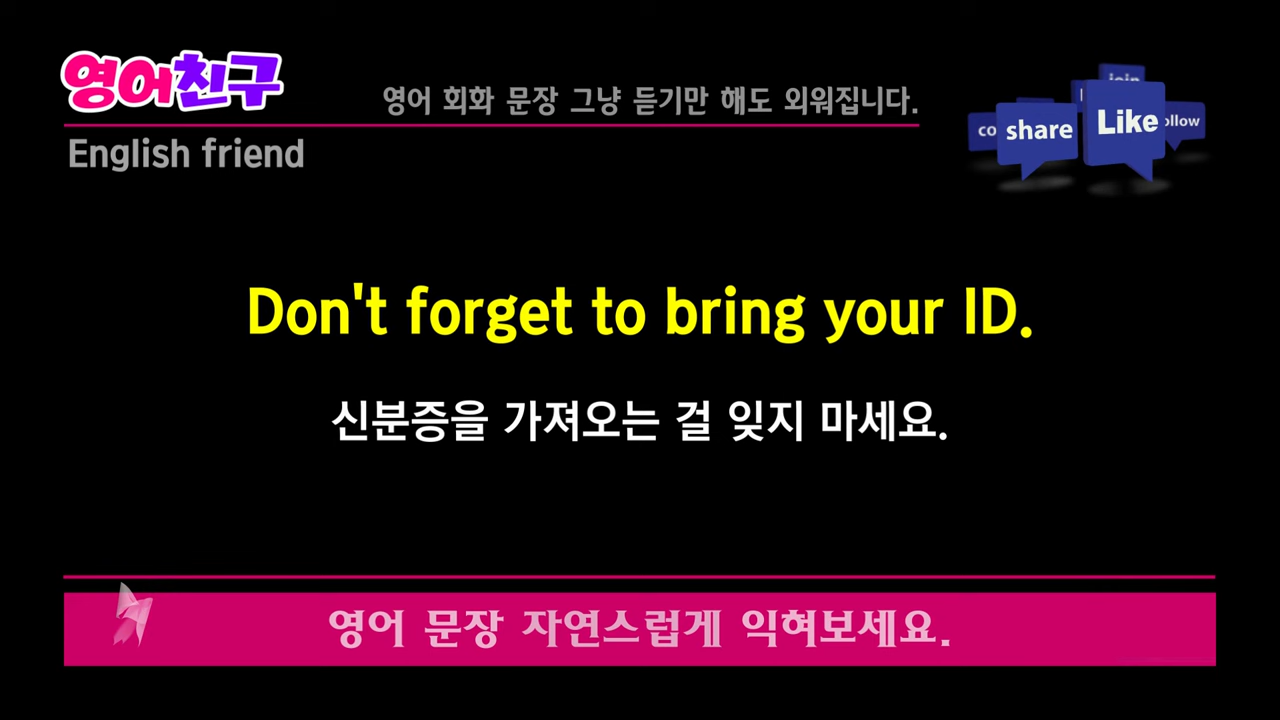 영어친구
영어 회화 문장 그냥 듣기만 해도 외워집니다.
English friend
join
share
Like
Don't forget to bring your ID.
신분증을 가져오는 걸 잊지 마세요.
영어 문장 자연스럽게 익혀보세요.